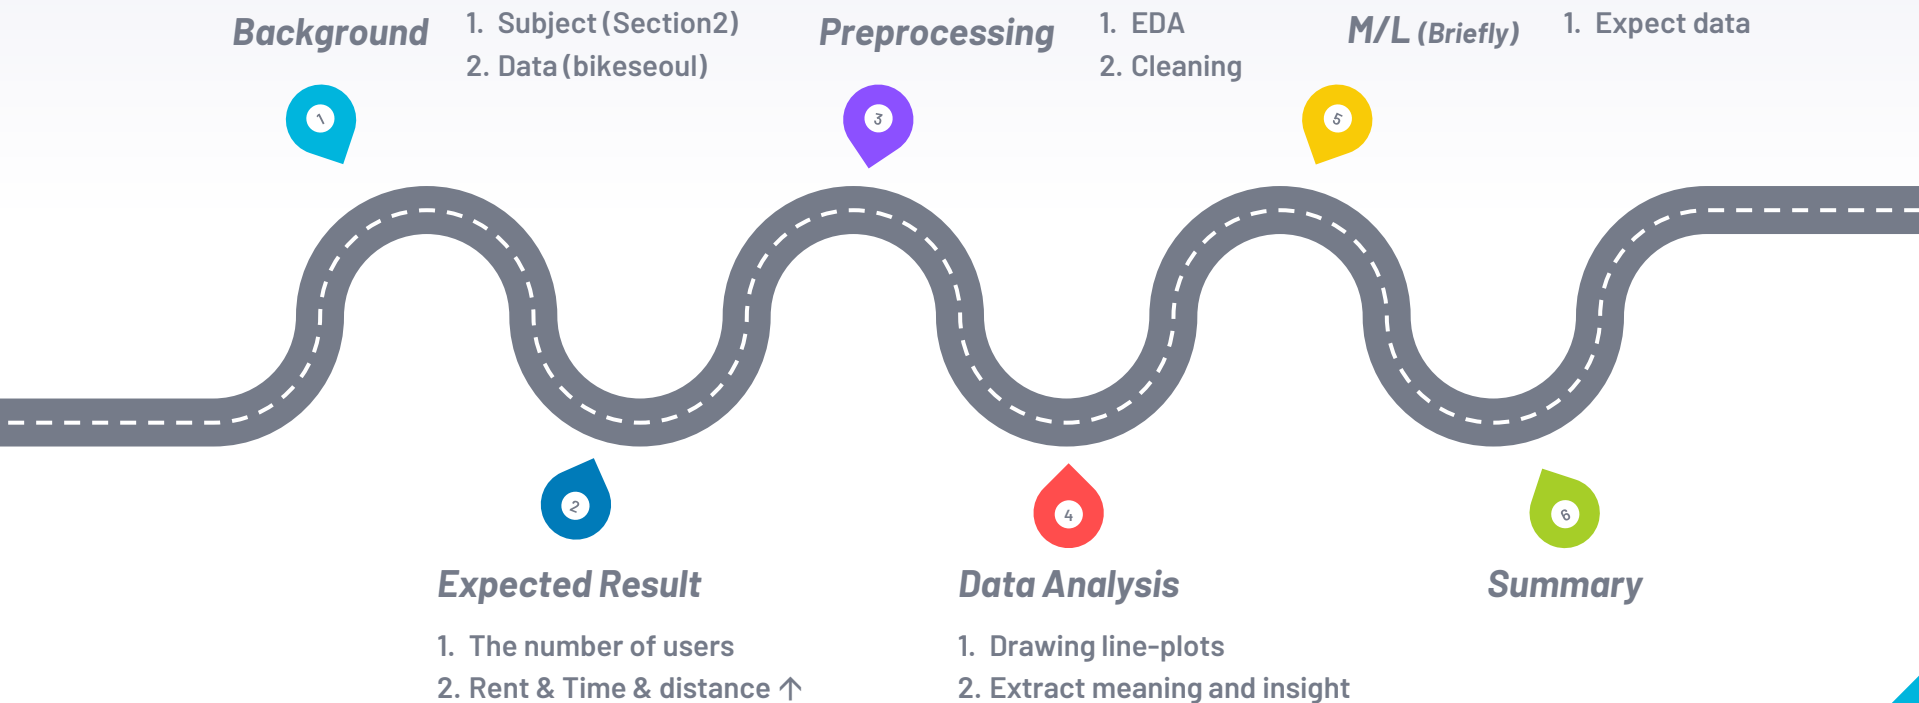 Background
1. Subject (Section2)
2. Data (bikeseoul)
1
Expected Result
1. The number of users
2. Rent & Time & distance ↑
2
Preprocessing
1. EDA
2. Cleaning
3
Data Analysis
1. Drawing line-plots
2. Extract meaning and insight
4
M/L (Briefly)
1. Expect data
5
Summary
6